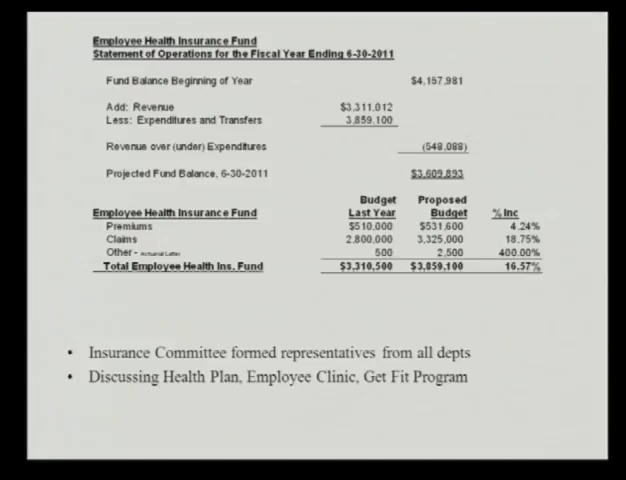 Employee Health Insurance Fund
Statement of Operations for the Fiscal Year Ending 6-30-2011
Fund Balance Beginning of Year $4,157,981
Add: Revenue $3,311,012
Less: Expenditures and Transfers 3,859,100
Revenue over (under) Expenditures (548,088)
Projected Fund Balance, 6-30-2011 $3,609,893
Budget Proposed
Employee Health Insurance Fund Last Year Budget % Inc
Premiums $510,000 $531,600 4.24%
Claims 2,800,000 3,325,000 18.75%
Other - Actuarial Letter 500 2,500 400.00%
Total Employee Health Ins. Fund $3,310,500 $3,859,100 16.57%
• Insurance Committee formed representatives from all depts
• Discussing Health Plan, Employee Clinic, Get Fit Program